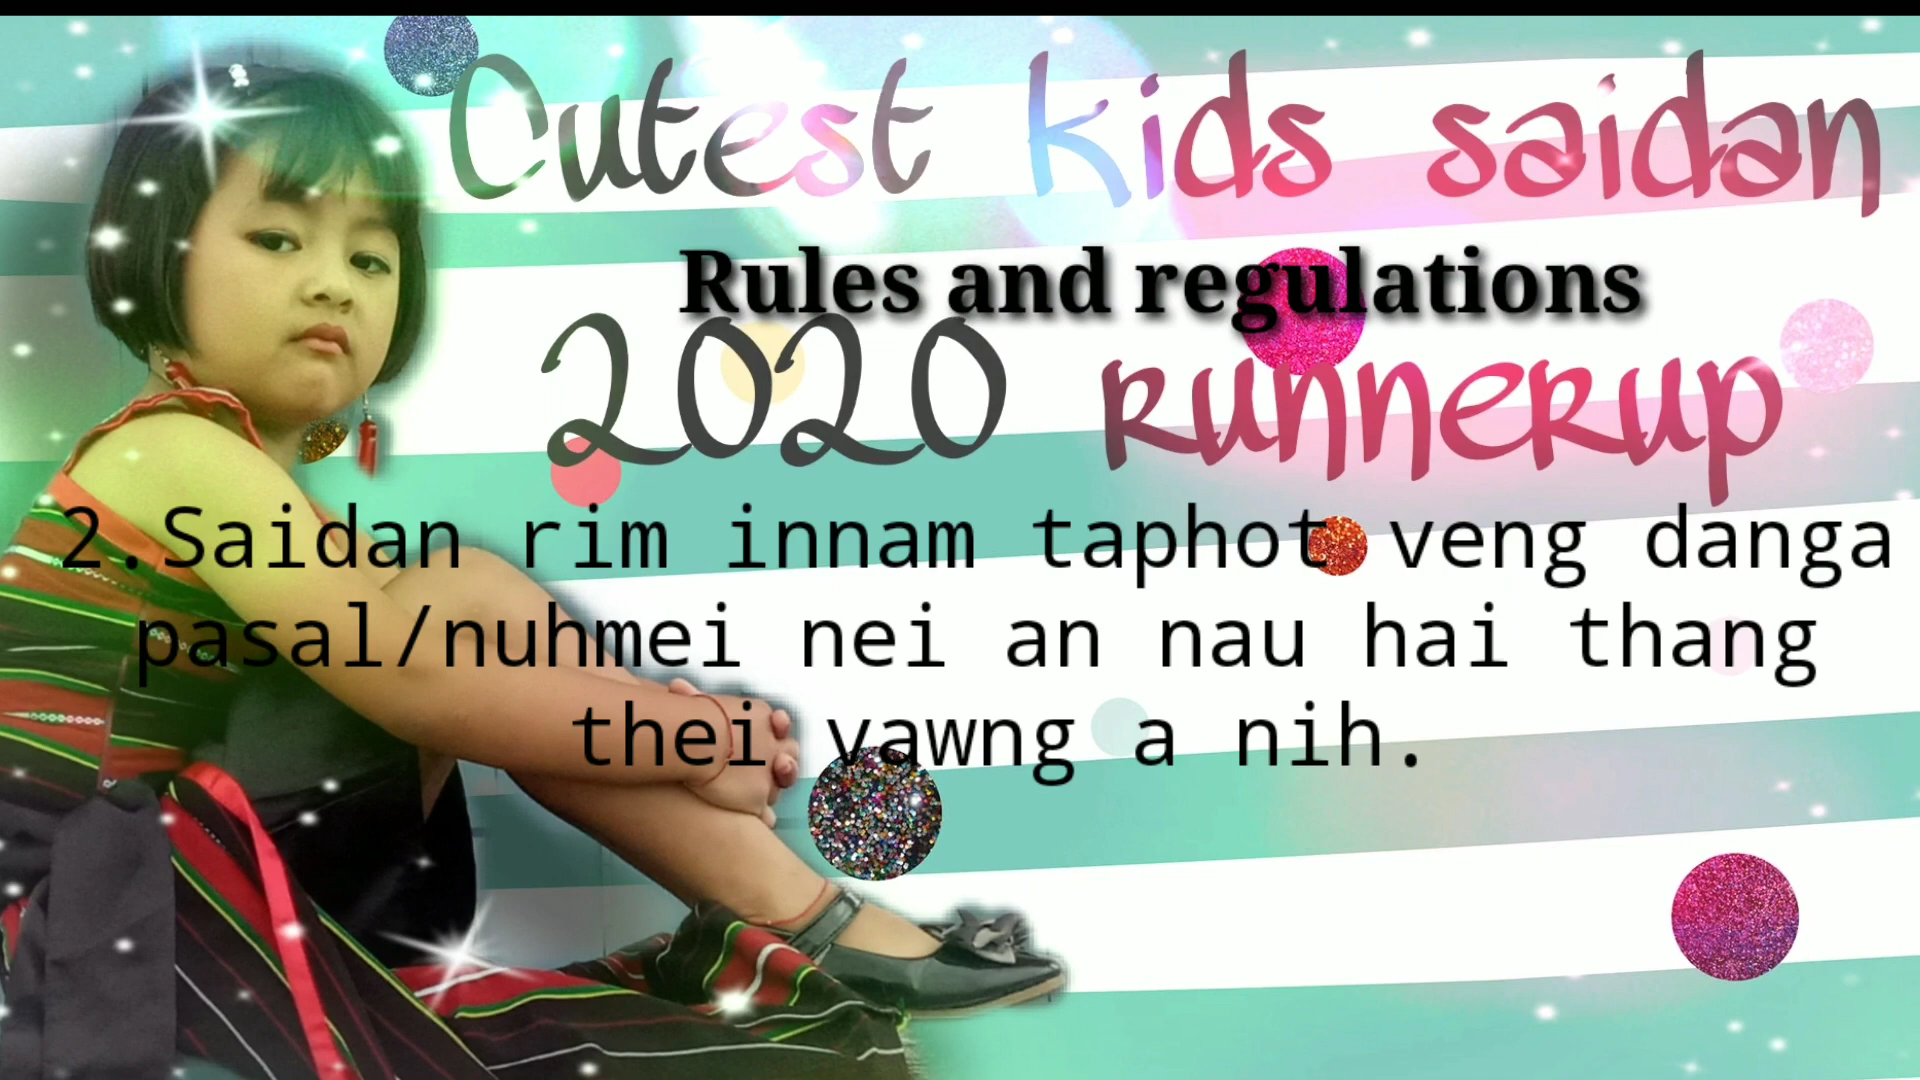 Cutest kids saidan
Rules and regulations
2020 runnerup
2.Saidan rim innam taphot veng danga
pasal/nuhmei nei an nau hai thang
thei vawng a nih.